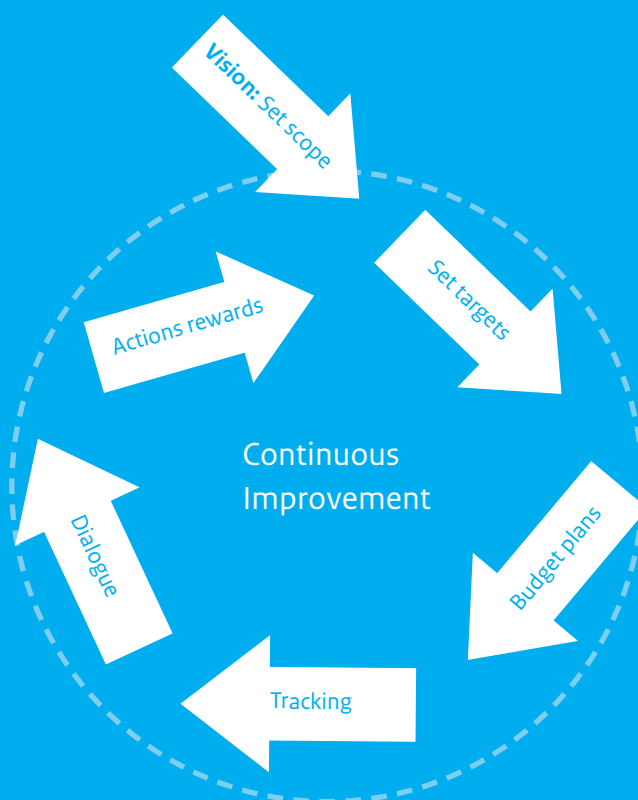 Vision: Set scope
Set targets
Actions rewards
Continuous
Improvement
Budget plans
Dialogue
Tracking